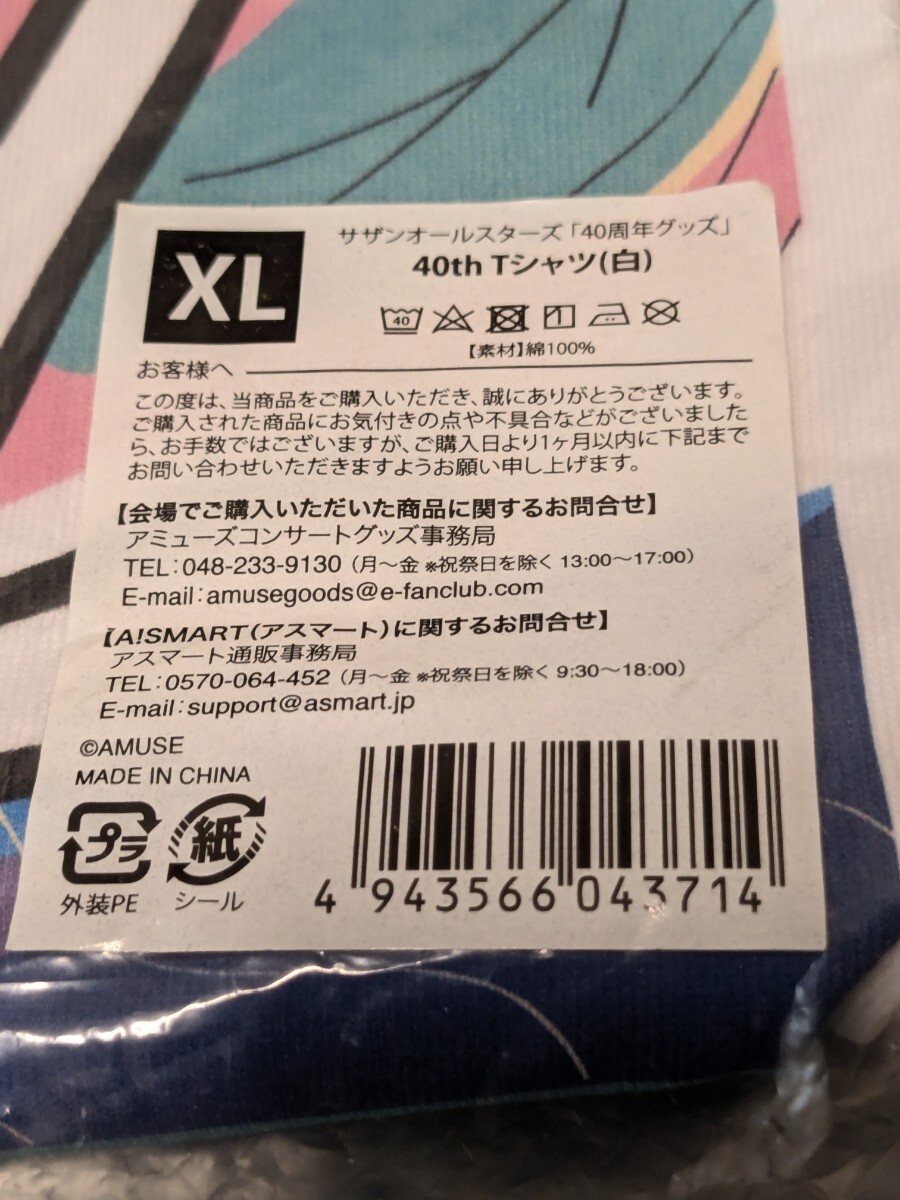 XL
サザンオールスターズ「40周年グッズ」
40th Tシャツ(白)
40
【素材】綿100%
お客様へ
この度は、当商品をご購入いただき、誠にありがとうございます。
ご購入された商品にお気付きの点や不具合などがございました
ら、お手数ではございますが、ご購入日より1ヶ月以内に下記まで
お問い合わせいただきますようお願い申し上げます。
【会場でご購入いただいた商品に関するお問合せ】
アミューズコンサートグッズ事務局
TEL:048-233-9130（月〜金 ※祝祭日を除く 13:00〜17:00）
E-mail:amusegoods@e-fanclub.com
【A!SMART(アスマート)に関するお問合せ】
アスマート通販事務局
TEL:0570-064-452（月〜金 ※祝祭日を除く 9:30〜18:00）
E-mail:support@asmart.jp
©AMUSE
MADE IN CHINA
プラ 紙
外装PE シール
4 943566 043714